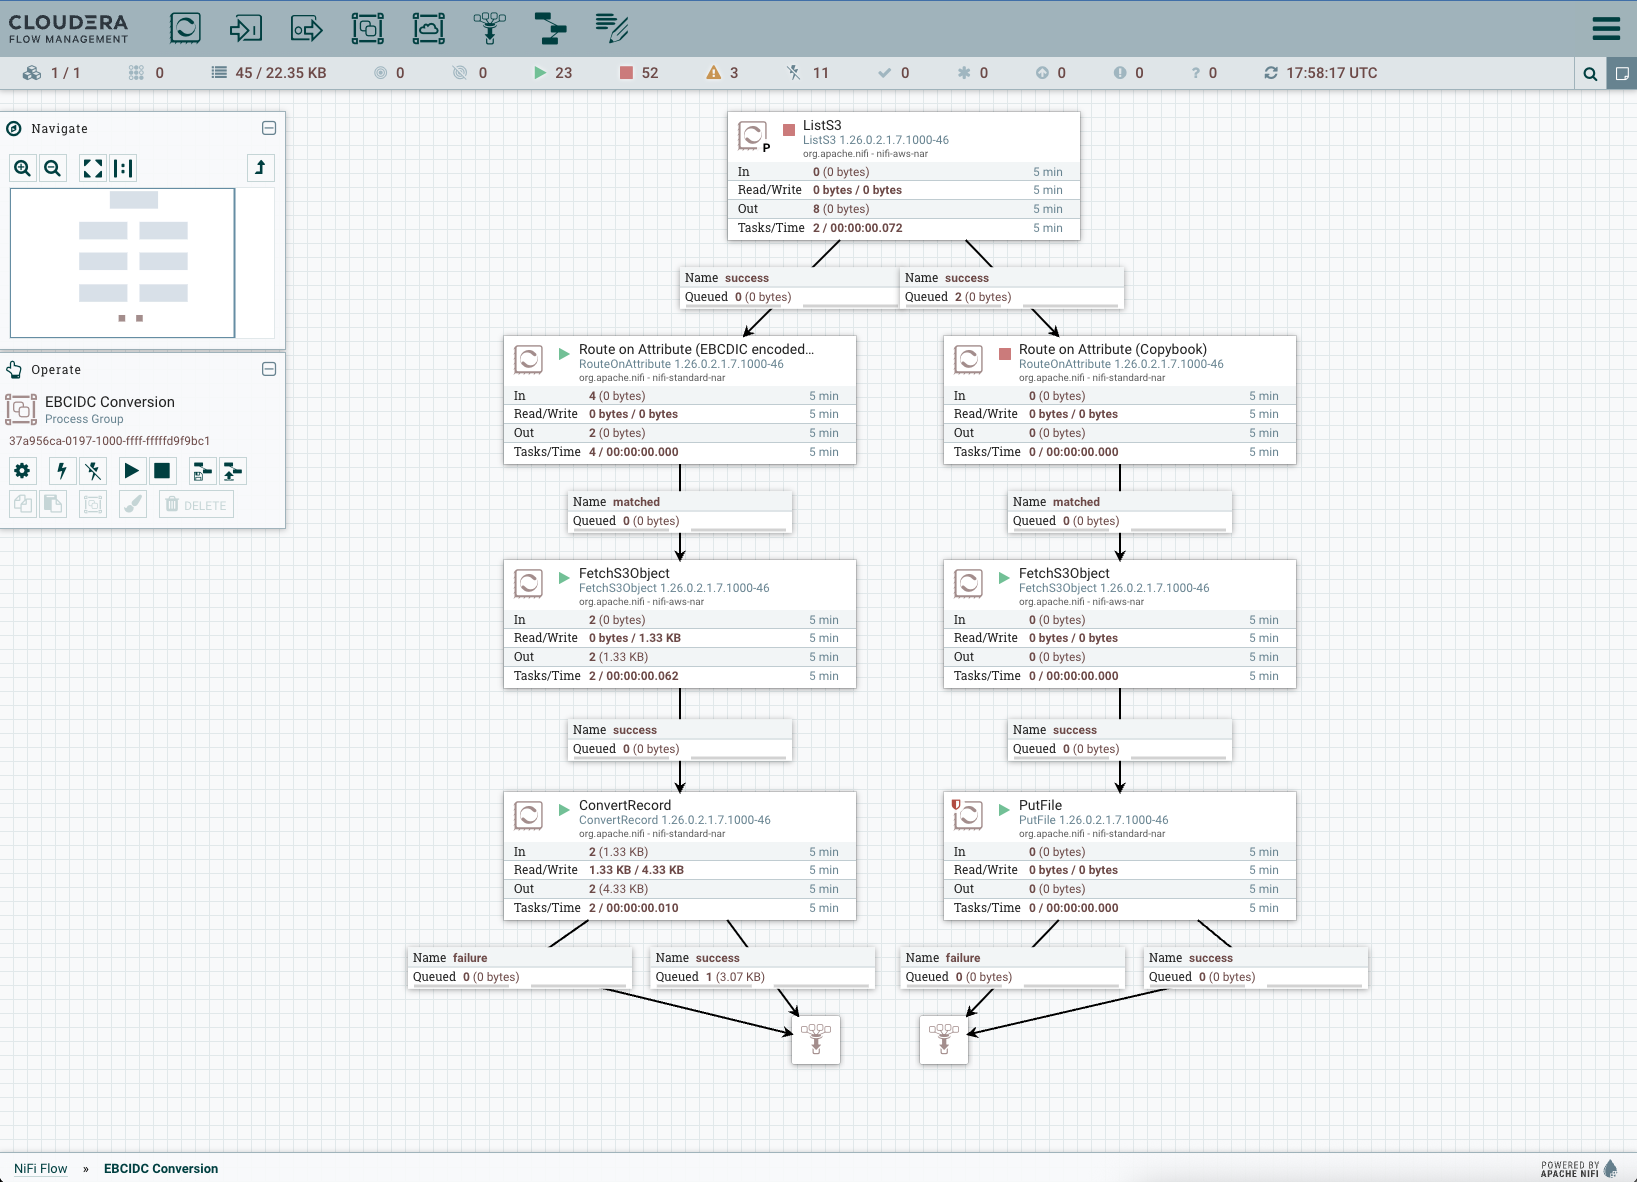 CLOUDERA
FLOW MANAGEMENT
1 / 1
0
45 / 22.35 KB
0
0
23
52
3
11
0
0
0
0
? 0
17:58:17 UTC
Navigate
Operate
EBCIDC Conversion
Process Group
37a956ca-0197-1000-ffff-fffffd9f9bc1
DELETE
P
ListS3
ListS3 1.26.0.2.1.7.1000-46
org.apache.nifi - nifi-aws-nar
In 0 (0 bytes) 5 min
Read/Write 0 bytes / 0 bytes 5 min
Out 8 (0 bytes) 5 min
Tasks/Time 2 / 00:00:00.072 5 min
Name success
Queued 0 (0 bytes)
Name success
Queued 2 (0 bytes)
Route on Attribute (EBCDIC encoded...
RouteOnAttribute 1.26.0.2.1.7.1000-46
org.apache.nifi - nifi-standard-nar
In 4 (0 bytes) 5 min
Read/Write 0 bytes / 0 bytes 5 min
Out 2 (0 bytes) 5 min
Tasks/Time 4 / 00:00:00.000 5 min
Route on Attribute (Copybook)
RouteOnAttribute 1.26.0.2.1.7.1000-46
org.apache.nifi - nifi-standard-nar
In 0 (0 bytes) 5 min
Read/Write 0 bytes / 0 bytes 5 min
Out 0 (0 bytes) 5 min
Tasks/Time 0 / 00:00:00.000 5 min
Name matched
Queued 0 (0 bytes)
Name matched
Queued 0 (0 bytes)
FetchS3Object
FetchS3Object 1.26.0.2.1.7.1000-46
org.apache.nifi - nifi-aws-nar
In 2 (0 bytes) 5 min
Read/Write 0 bytes / 1.33 KB 5 min
Out 2 (1.33 KB) 5 min
Tasks/Time 2 / 00:00:00.062 5 min
FetchS3Object
FetchS3Object 1.26.0.2.1.7.1000-46
org.apache.nifi - nifi-aws-nar
In 0 (0 bytes) 5 min
Read/Write 0 bytes / 0 bytes 5 min
Out 0 (0 bytes) 5 min
Tasks/Time 0 / 00:00:00.000 5 min
Name success
Queued 0 (0 bytes)
Name success
Queued 0 (0 bytes)
ConvertRecord
ConvertRecord 1.26.0.2.1.7.1000-46
org.apache.nifi - nifi-standard-nar
In 2 (1.33 KB) 5 min
Read/Write 1.33 KB / 4.33 KB 5 min
Out 2 (4.33 KB) 5 min
Tasks/Time 2 / 00:00:00.010 5 min
PutFile
PutFile 1.26.0.2.1.7.1000-46
org.apache.nifi - nifi-standard-nar
In 0 (0 bytes) 5 min
Read/Write 0 bytes / 0 bytes 5 min
Out 0 (0 bytes) 5 min
Tasks/Time 0 / 00:00:00.000 5 min
Name failure
Queued 0 (0 bytes)
Name success
Queued 1 (3.07 KB)
Name failure
Queued 0 (0 bytes)
Name success
Queued 0 (0 bytes)
NiFi Flow » EBCIDC Conversion
POWERED BY
APACHE NIFI